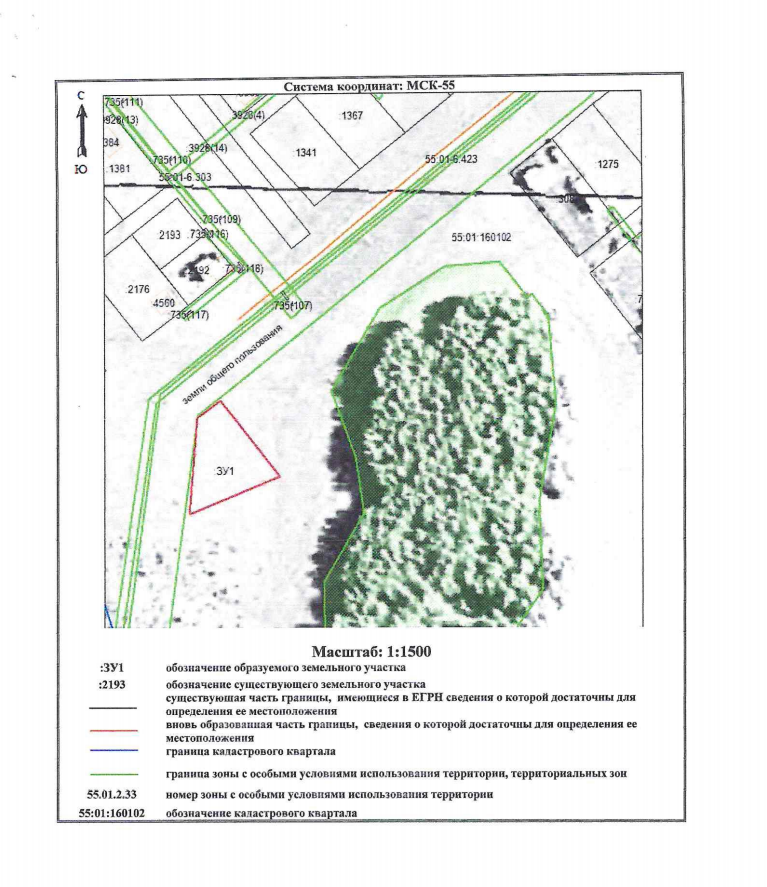 Система координат: МСК-55
С
Ю
735(111)
3928(13)
384
1381
735(110)
55:01-6.303
3928(14)
3928(4)
1341
1367
55:01-6.423
1275
735(109)
2193
735(116)
2192
735(118)
2176
4560
735(117)
735(107)
55:01:160102
земли общего пользования
ЗУ1
Масштаб: 1:1500
:ЗУ1 обозначение образуемого земельного участка
:2193 обозначение существующего земельного участка
существующая часть границы, имеющиеся в ЕГРН сведения о которой достаточны для
определения ее местоположения
вновь образованная часть границы, сведения о которой достаточны для определения ее
местоположения
граница кадастрового квартала
граница зоны с особыми условиями использования территории, территориальных зон
55.01.2.33 номер зоны с особыми условиями использования территории
55:01:160102 обозначение кадастрового квартала